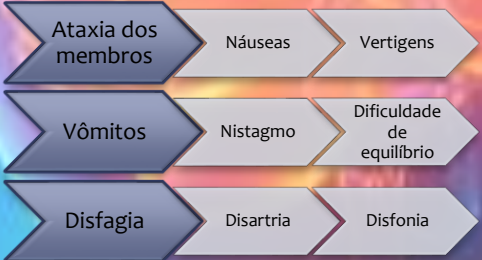 Ataxia dos
membros
Náuseas
Vertigens
Vômitos
Nistagmo
Dificuldade
de
equilíbrio
Disfagia
Disartria
Disfonia